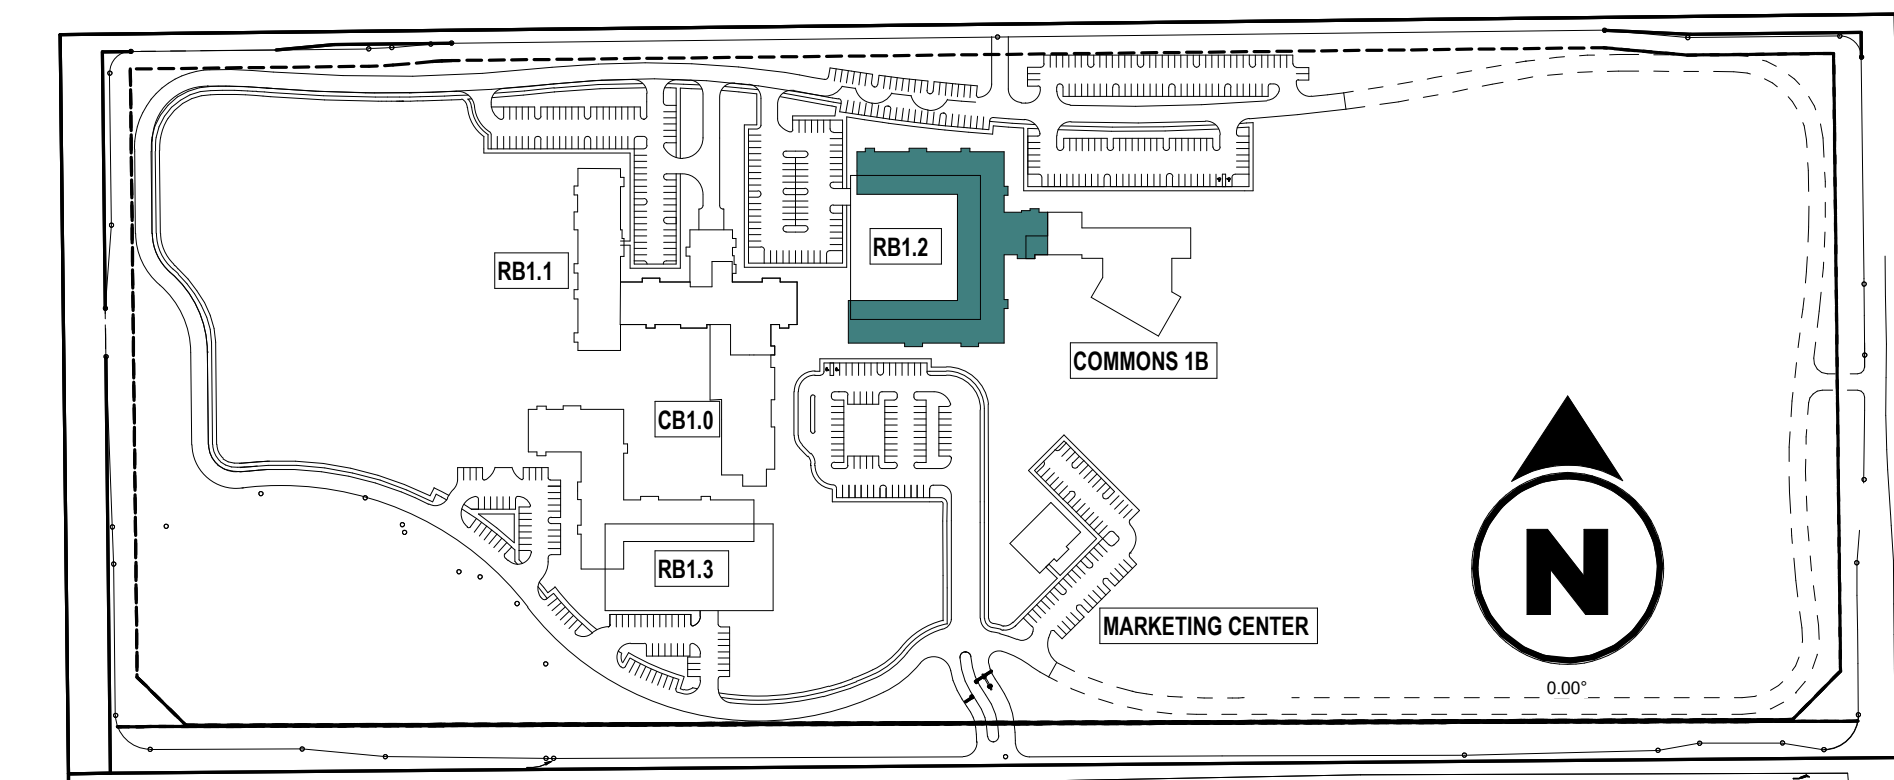 RB1.2
RB1.1
COMMONS 1B
CB1.0
RB1.3
N
MARKETING CENTER
0.00°